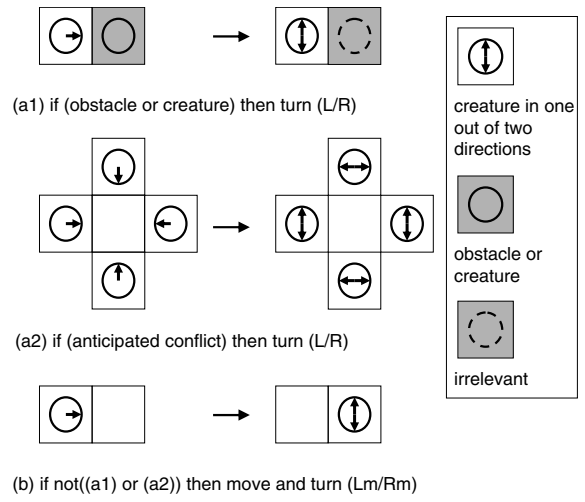 (a1) if (obstacle or creature) then turn (L/R)
(a2) if (anticipated conflict) then turn (L/R)
(b) if not((a1) or (a2)) then move and turn (Lm/Rm)
creature in one
out of two
directions
obstacle or
creature
irrelevant